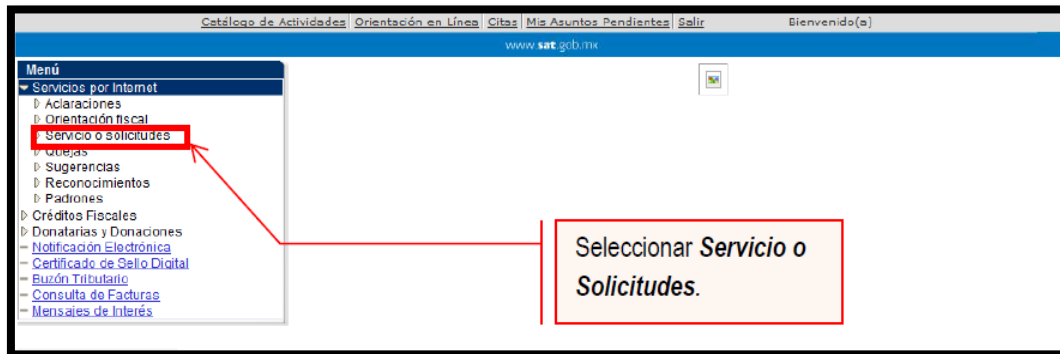 Catálogo de Actividades Orientación en Línea Citas Mis Asuntos Pendientes Salir Bienvenido(a)
www.sat.gob.mx
Menú
Servicios por Internet
Aclaraciones
Orientación fiscal
Servicio o solicitudes
Quejas
Sugerencias
Reconocimientos
Padrones
Créditos Fiscales
Donatarias y Donaciones
Notificación Electrónica
Certificado de Sello Digital
Buzón Tributario
Consulta de Facturas
Mensajes de Interés
Seleccionar Servicio o
Solicitudes.